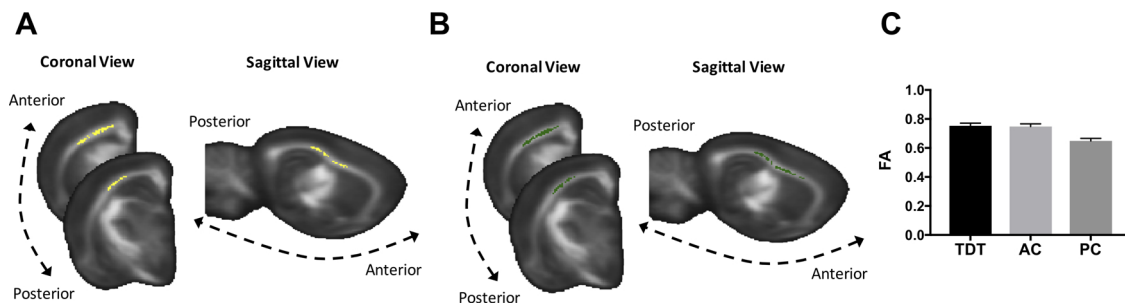 A
Coronal View
Sagittal View
Anterior
Posterior
Posterior
Anterior
B
Coronal View
Sagittal View
Anterior
Posterior
Posterior
Anterior
C
1.0
0.8
0.6
0.4
0.2
0.0
FA
TDT AC PC